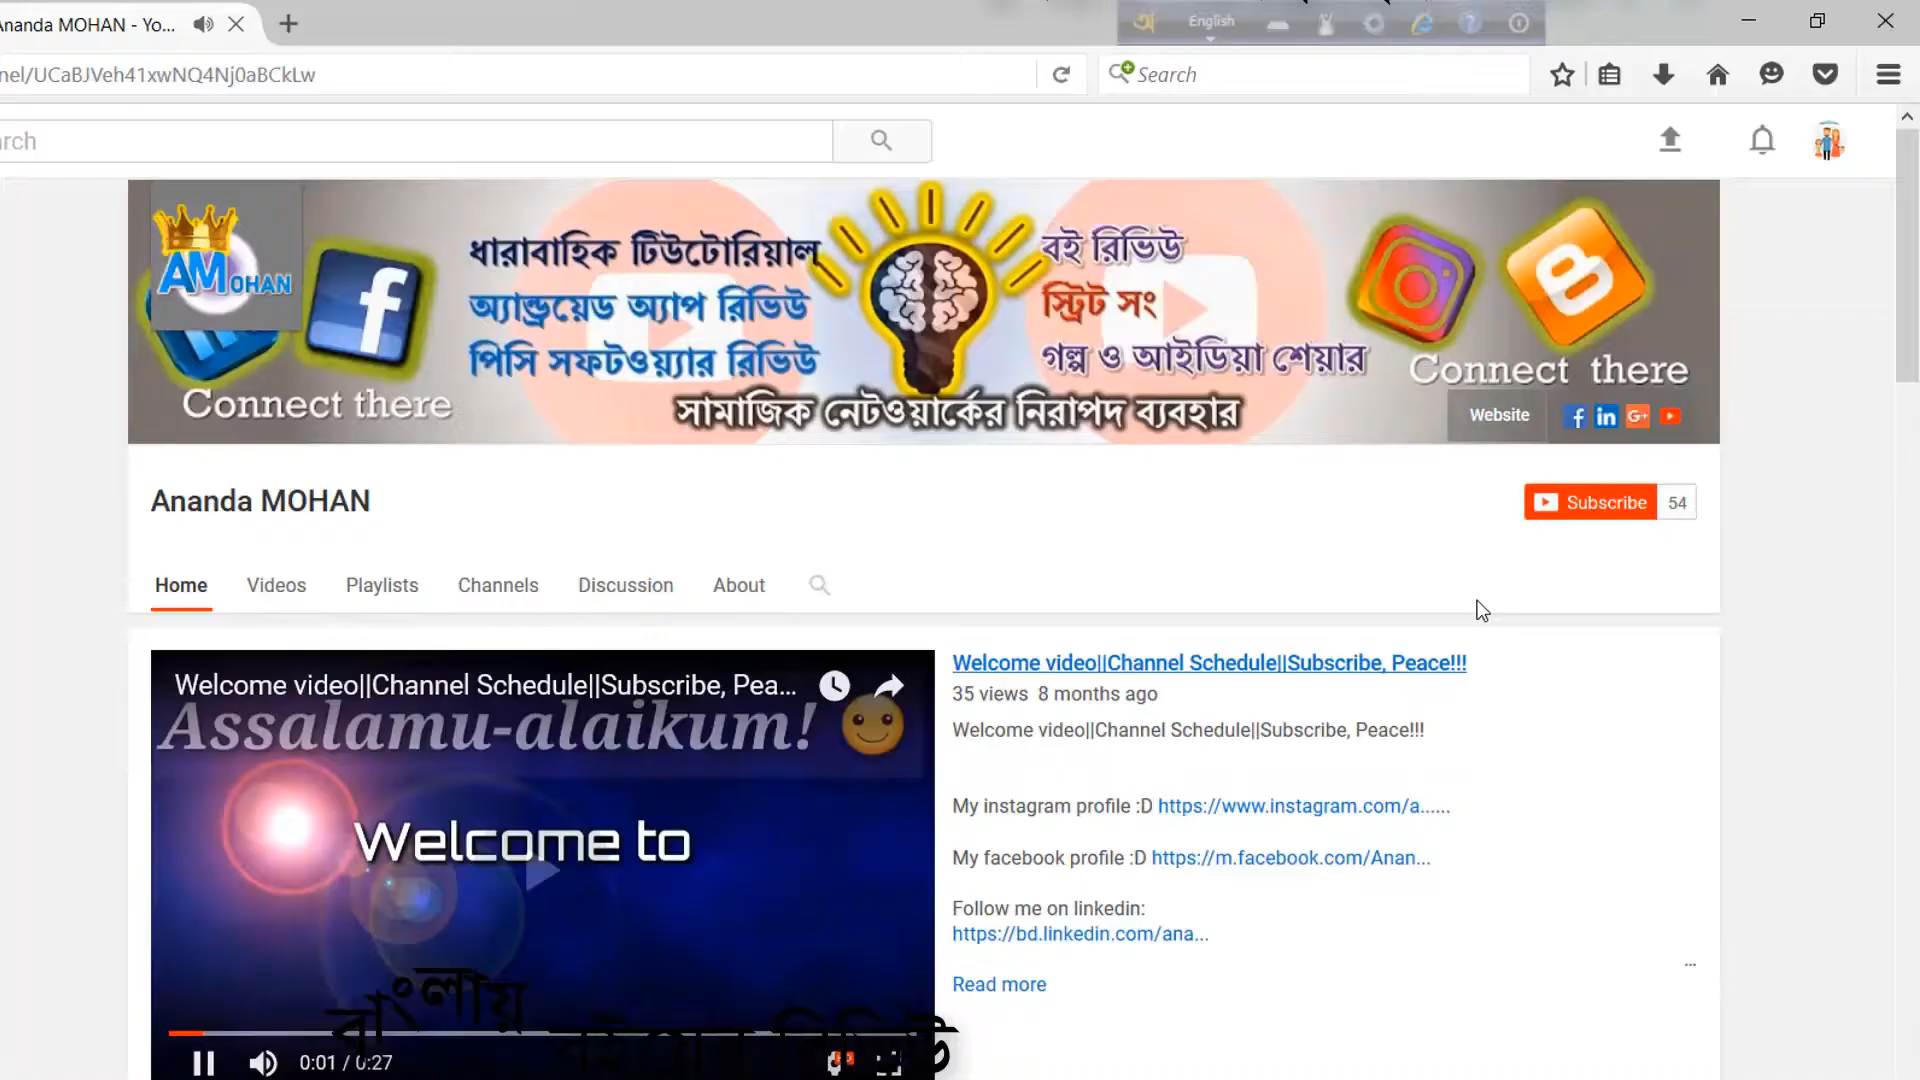 Ananda MOHAN - Yo...
English
nel/UCaBJVeh41xwNQ4Nj0aBCkLw
Search
rch
AMOHAN
ধারাবাহিক টিউটোরিয়াল
অ্যান্ড্রয়েড অ্যাপ রিভিউ
পিসি সফটওয়্যার রিভিউ
বই রিভিউ
স্ট্রিট সং
গল্প ও আইডিয়া শেয়ার
সামাজিক নেটওয়ার্কের নিরাপদ ব্যবহার
Connect there
Connect there
Website
Ananda MOHAN
Subscribe 54
Home Videos Playlists Channels Discussion About
Welcome video||Channel Schedule||Subscribe, Pea...
Assalamu-alaikum!
Welcome to
বাংলায়
0:01 / 0:27
Welcome video||Channel Schedule||Subscribe, Peace!!!
35 views 8 months ago
Welcome video||Channel Schedule||Subscribe, Peace!!!
My instagram profile :D https://www.instagram.com/a......
My facebook profile :D https://m.facebook.com/Anan...
Follow me on linkedin:
https://bd.linkedin.com/ana...
...
Read more